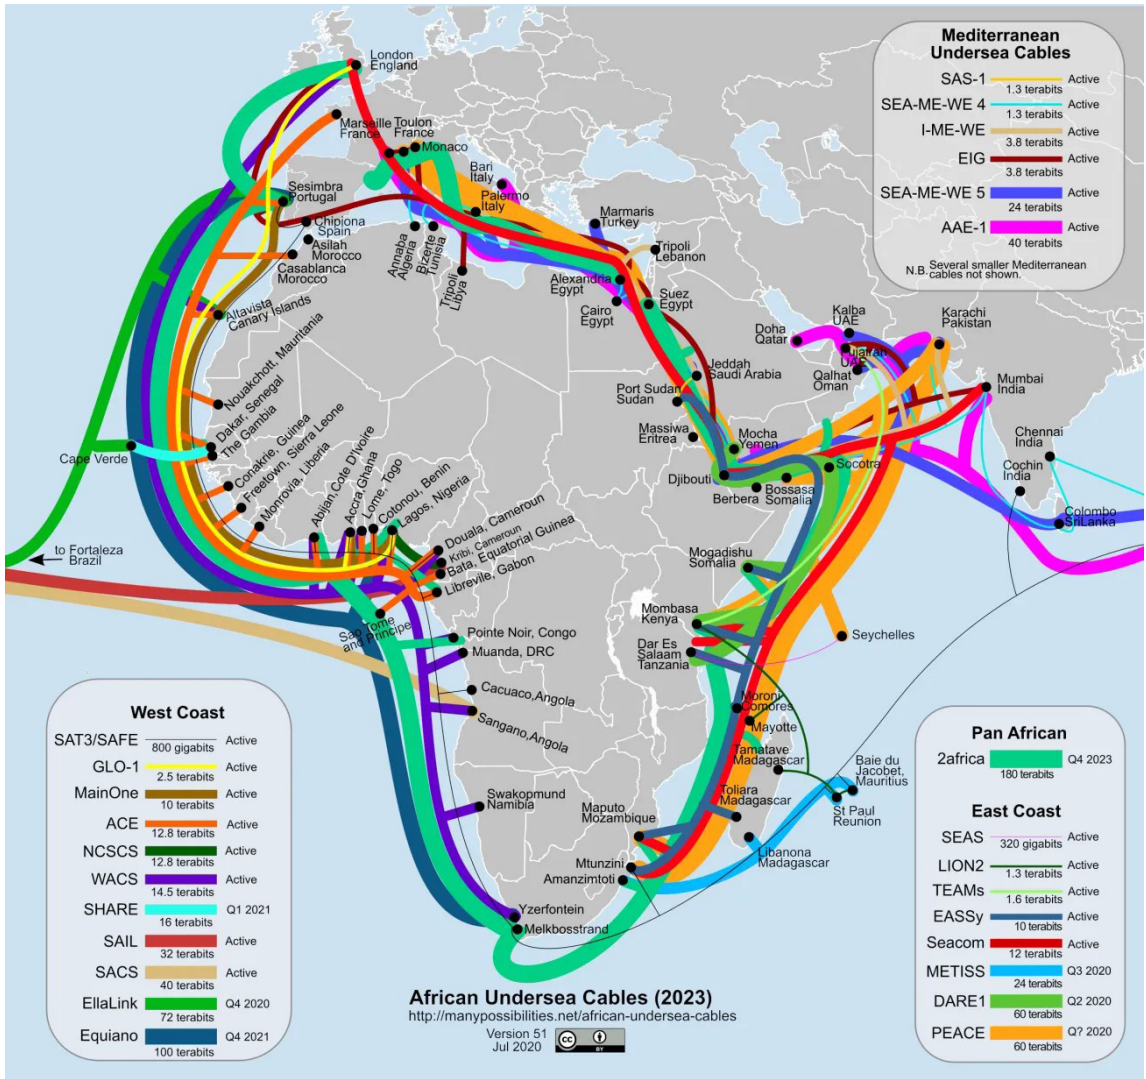 London
England
Marseille
France
Toulon
France
Monaco
Bari
Italy
Palermo
Italy
Sesimbra
Portugal
Chipiona
Spain
Asilah
Morocco
Casablanca
Morocco
Annaba
Algeria
Bizerte
Tunisia
Tripoli
Libya
Marmaris
Turkey
Tripoli
Lebanon
Alexandria
Egypt
Cairo
Egypt
Suez
Egypt
Altavista
Canary Islands
Nouakchott, Mauritania
Dakar, Senegal
The Gambia
Cape Verde
Conakrie, Guinea
Freetown, Sierra Leone
Monrovia, Liberia
Abijan,Cote D'Ivoire
Accra,Ghana
Lome, Togo
Cotonou, Benin
Lagos, Nigeria
Douala, Cameroun
Kribi, Cameroun
Bata, Equatorial Guinea
Libreville, Gabon
Sao Tome
and Principe
to Fortaleza
Brazil
Pointe Noir, Congo
Muanda, DRC
Cacuaco,Angola
Sangano,Angola
Swakopmund
Namibia
Yzerfontein
Melkbosstrand
Jeddah
Saudi Arabia
Port Sudan
Sudan
Massiwa
Eritrea
Mocha
Yemen
Djibouti
Berbera
Bossasa
Somalia
Socotra
Doha
Qatar
Kalba
UAE
Fujairah
UAE
Qalhat
Oman
Karachi
Pakistan
Mumbai
India
Chennai
India
Cochin
India
Colombo
SriLanka
Mogadishu
Somalia
Mombasa
Kenya
Dar Es
Salaam
Tanzania
Seychelles
Moroni
Comores
Mayotte
Tamatave
Madagascar
Toliara
Madagascar
Libanona
Madagascar
Baie du
Jacobet,
Mauritius
St Paul
Reunion
Maputo
Mozambique
Mtunzini
Amanzimtoti
Mediterranean
Undersea Cables
SAS-1 Active
1.3 terabits
SEA-ME-WE 4 Active
1.3 terabits
I-ME-WE Active
3.8 terabits
EIG Active
3.8 terabits
SEA-ME-WE 5 Active
24 terabits
AAE-1 Active
40 terabits
N.B. Several smaller Mediterranean
cables not shown.
West Coast
SAT3/SAFE Active
800 gigabits
GLO-1 Active
2.5 terabits
MainOne Active
10 terabits
ACE Active
12.8 terabits
NCSCS Active
12.8 terabits
WACS Active
14.5 terabits
SHARE Q1 2021
16 terabits
SAIL Active
32 terabits
SACS Active
40 terabits
EllaLink Q4 2020
72 terabits
Equiano Q4 2021
100 terabits
Pan African
2africa Q4 2023
180 terabits
East Coast
SEAS Active
320 gigabits
LION2 Active
1.3 terabits
TEAMs Active
1.6 terabits
EASSy Active
10 terabits
Seacom Active
12 terabits
METISS Q3 2020
24 terabits
DARE1 Q2 2020
60 terabits
PEACE Q? 2020
60 terabits
African Undersea Cables (2023)
http://manypossibilities.net/african-undersea-cables
Version 51
Jul 2020
cc BY